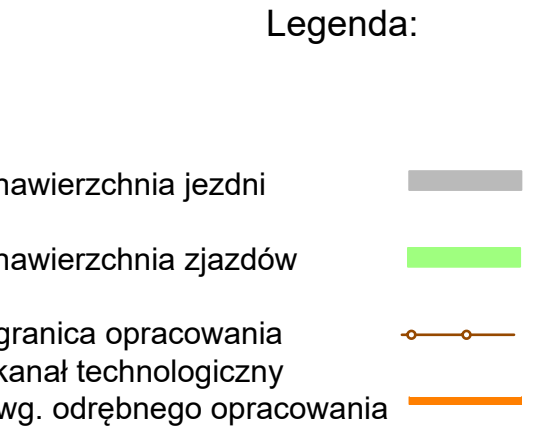 Legenda:
nawierzchnia jezdni
nawierzchnia zjazdów
granica opracowania
kanał technologiczny
wg. odrębnego opracowania